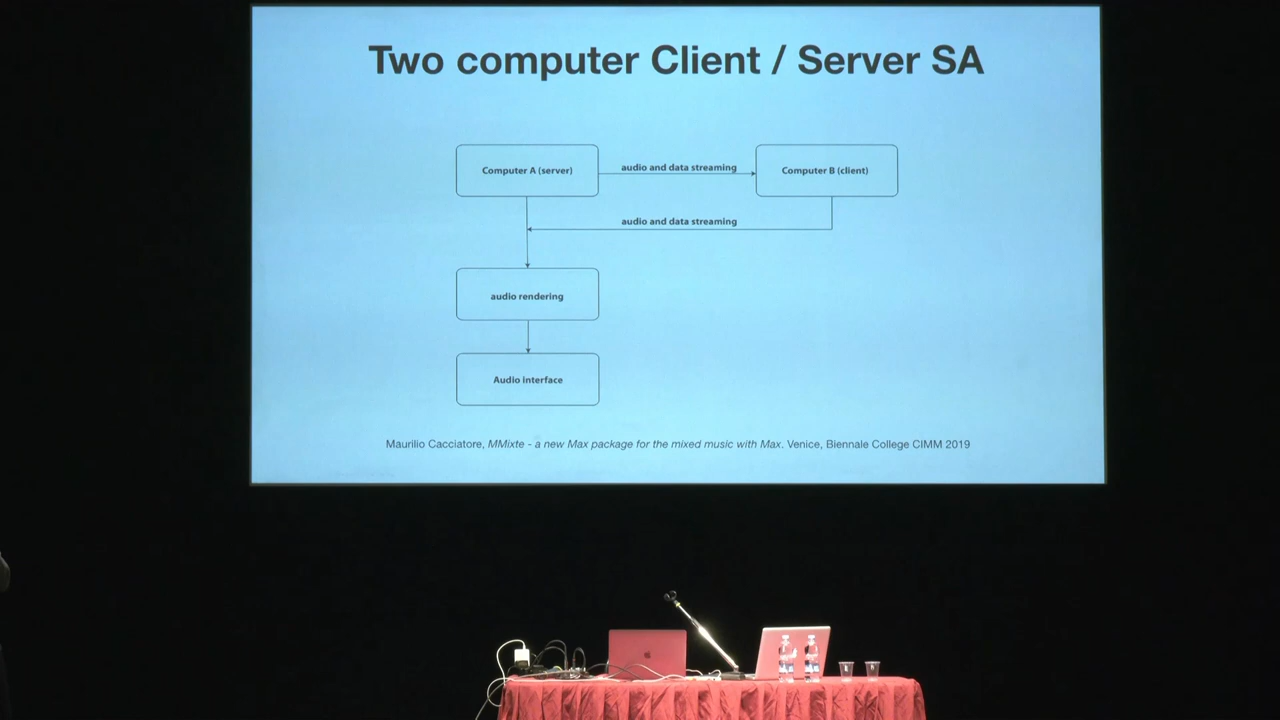 Two computer Client / Server SA
Computer A (server)
audio and data streaming
Computer B (client)
audio and data streaming
audio rendering
Audio interface
Maurilio Cacciatore, MMixte - a new Max package for the mixed music with Max. Venice, Biennale College CIMM 2019